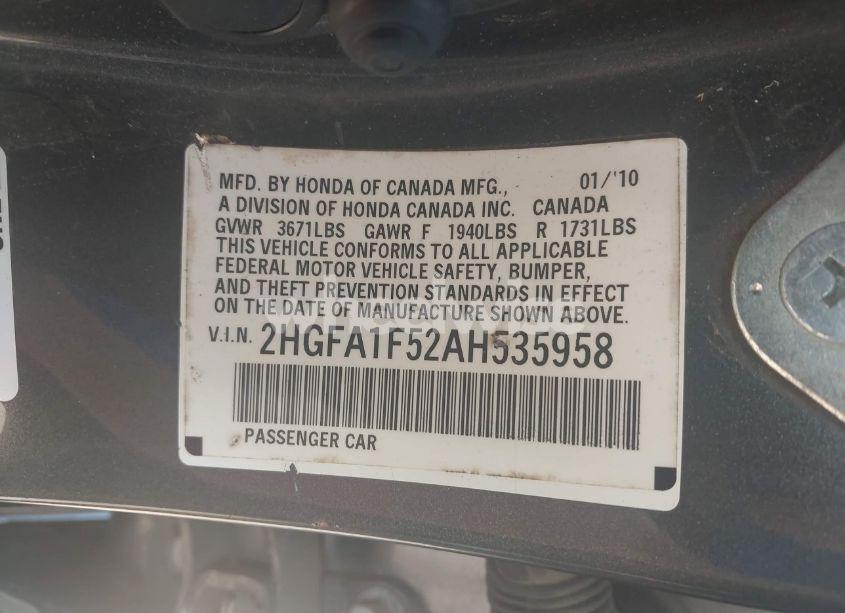 MFD. BY HONDA OF CANADA MFG., 01/'10
A DIVISION OF HONDA CANADA INC. CANADA
GVWR 3671LBS GAWR F 1940LBS R 1731LBS
THIS VEHICLE CONFORMS TO ALL APPLICABLE
FEDERAL MOTOR VEHICLE SAFETY, BUMPER,
AND THEFT PREVENTION STANDARDS IN EFFECT
ON THE DATE OF MANUFACTURE SHOWN ABOVE.
V.I.N. 2HGFA1F52AH535958
PASSENGER CAR